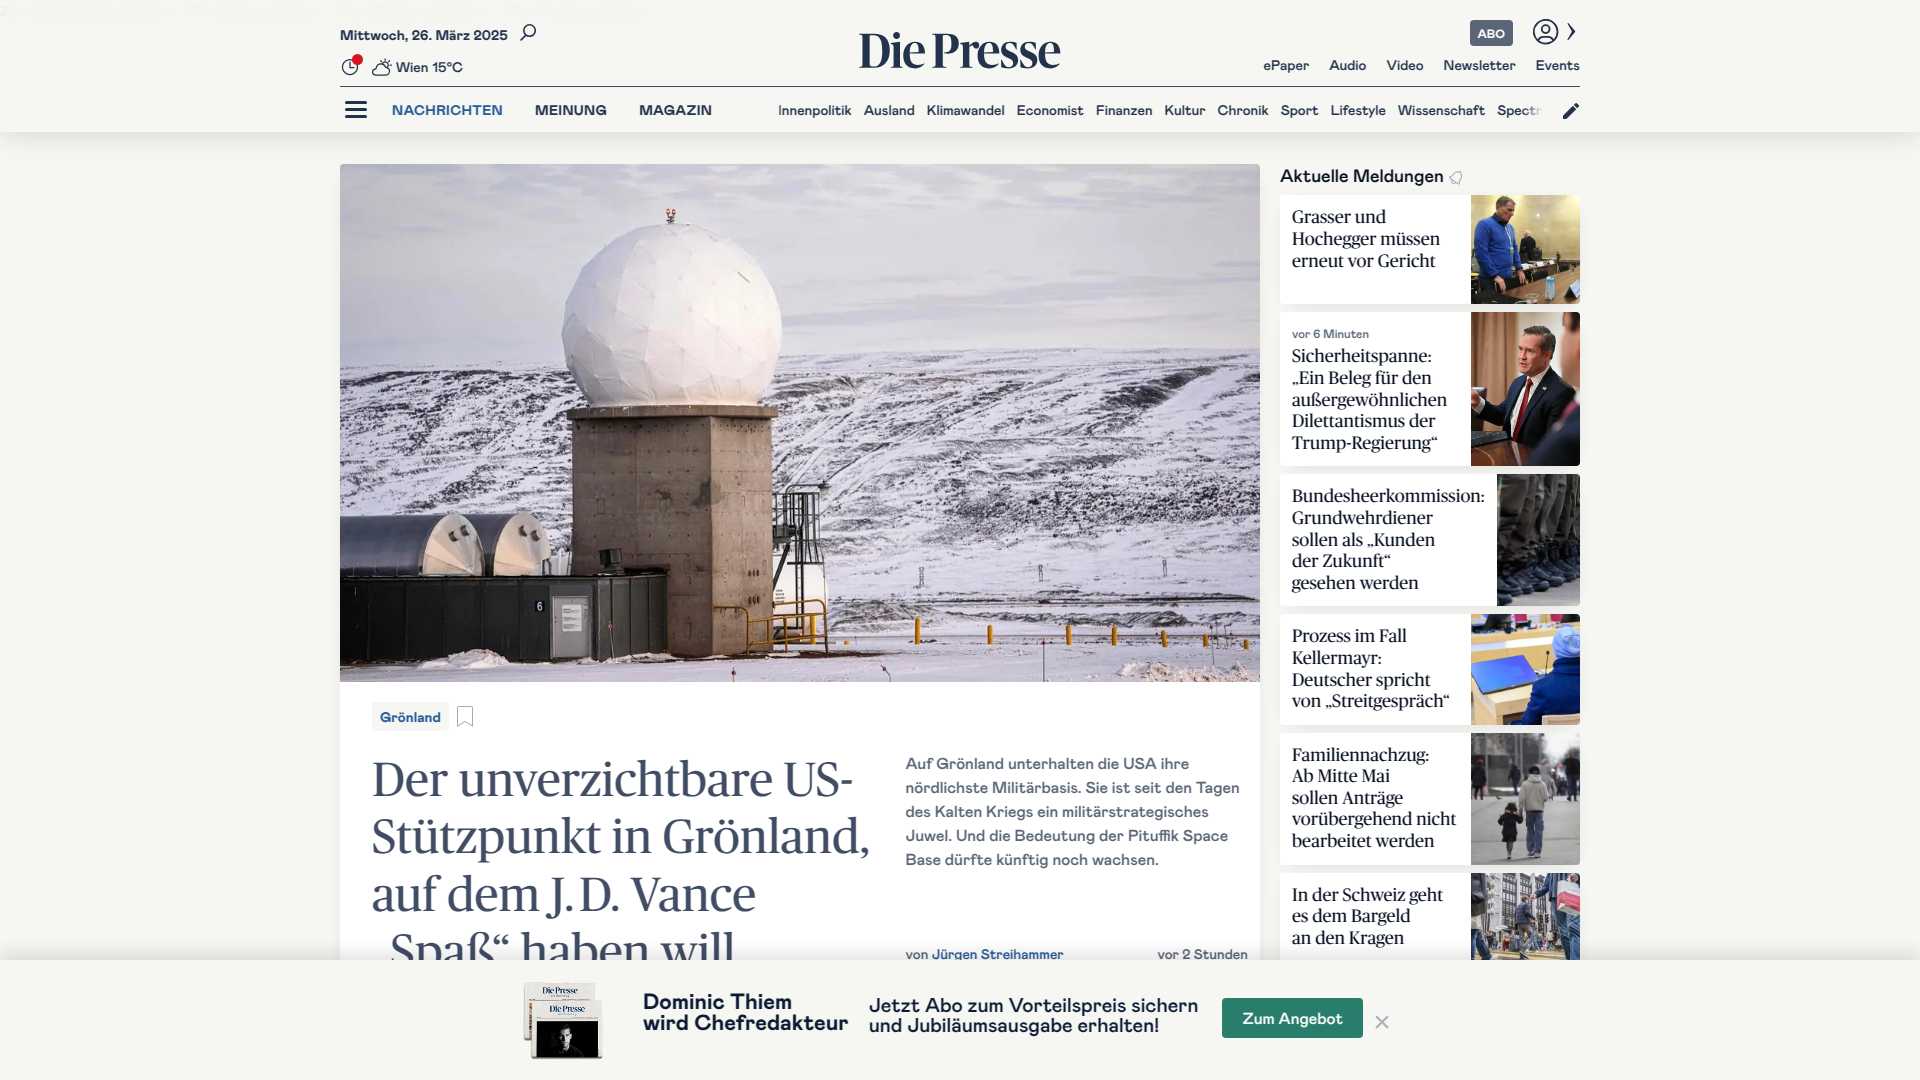 Mittwoch, 26. März 2025
Wien 15°C
Die Presse
ABO
ePaper Audio Video Newsletter Events
NACHRICHTEN MEINUNG MAGAZIN
Innenpolitik Ausland Klimawandel Economist Finanzen Kultur Chronik Sport Lifestyle Wissenschaft Spectr
6
Grönland
Der unverzichtbare US-
Stützpunkt in Grönland,
auf dem J. D. Vance
„Spaß“ haben will
Auf Grönland unterhalten die USA ihre
nördlichste Militärbasis. Sie ist seit den Tagen
des Kalten Kriegs ein militärstrategisches
Juwel. Und die Bedeutung der Pituffik Space
Base dürfte künftig noch wachsen.
von Jürgen Streihammer
vor 2 Stunden
Aktuelle Meldungen
Grasser und
Hochegger müssen
erneut vor Gericht
vor 6 Minuten
Sicherheitspanne:
„Ein Beleg für den
außergewöhnlichen
Dilettantismus der
Trump-Regierung“
Bundesheerkommission:
Grundwehrdiener
sollen als „Kunden
der Zukunft“
gesehen werden
Prozess im Fall
Kellermayr:
Deutscher spricht
von „Streitgespräch“
Familiennachzug:
Ab Mitte Mai
sollen Anträge
vorübergehend nicht
bearbeitet werden
In der Schweiz geht
es dem Bargeld
an den Kragen
Die Presse
Die Presse
Dominic Thiem
wird Chefredakteur
Jetzt Abo zum Vorteilspreis sichern
und Jubiläumsausgabe erhalten!
Zum Angebot